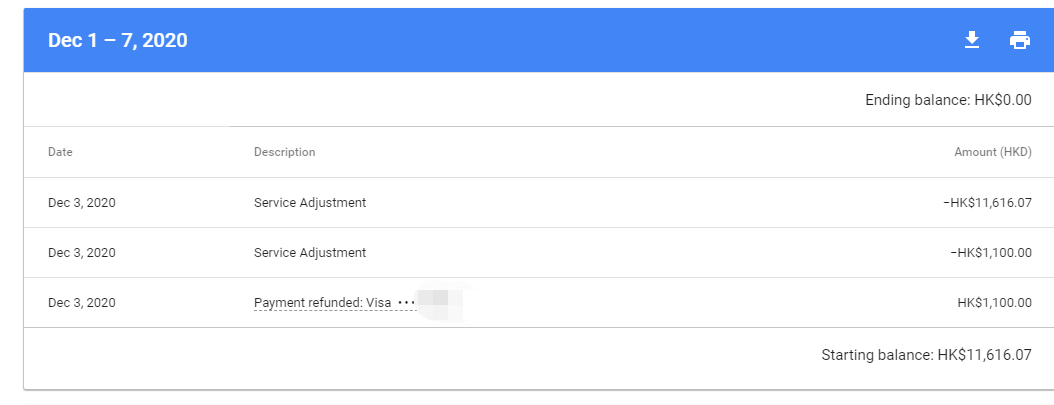 Dec 1 – 7, 2020
Ending balance: HK$0.00
Date Description Amount (HKD)
Dec 3, 2020 Service Adjustment −HK$11,616.07
Dec 3, 2020 Service Adjustment −HK$1,100.00
Dec 3, 2020 Payment refunded: Visa ••• HK$1,100.00
Starting balance: HK$11,616.07